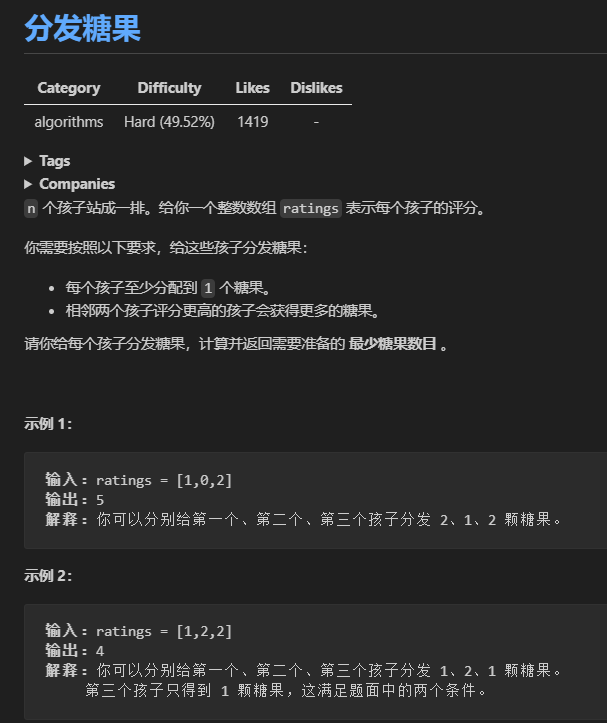 分发糖果
Category Difficulty Likes Dislikes
algorithms Hard (49.52%) 1419 -
▶ Tags
▶ Companies
n 个孩子站成一排。给你一个整数数组 ratings 表示每个孩子的评分。
你需要按照以下要求，给这些孩子分发糖果：
• 每个孩子至少分配到 1 个糖果。
• 相邻两个孩子评分更高的孩子会获得更多的糖果。
请你给每个孩子分发糖果，计算并返回需要准备的 最少糖果数目 。
示例 1：
输入：ratings = [1,0,2]
输出：5
解释：你可以分别给第一个、第二个、第三个孩子分发 2、1、2 颗糖果。
示例 2：
输入：ratings = [1,2,2]
输出：4
解释：你可以分别给第一个、第二个、第三个孩子分发 1、2、1 颗糖果。
第三个孩子只得到 1 颗糖果，这满足题面中的两个条件。